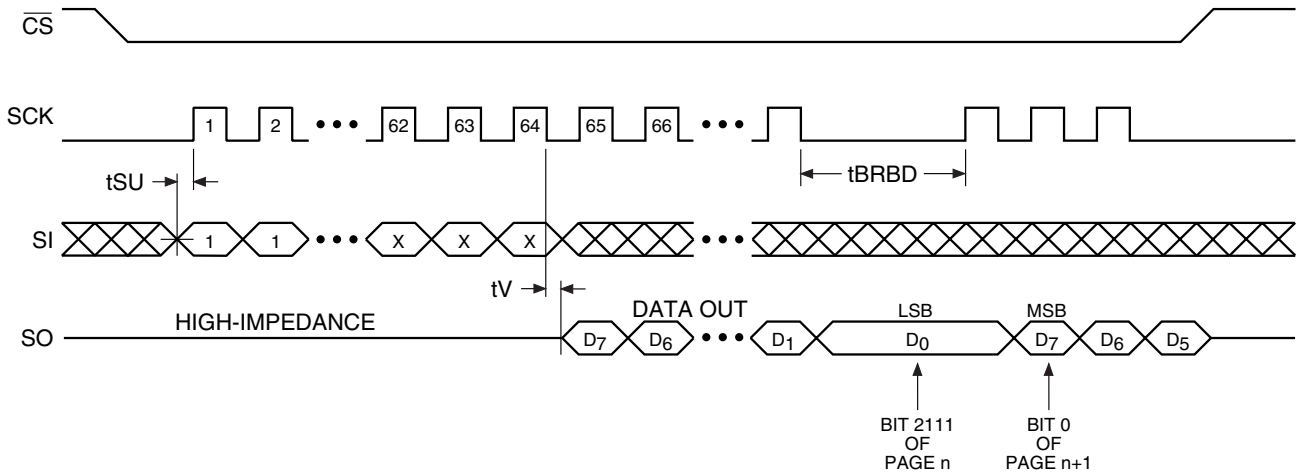 CS
SCK 1 2 ••• 62 63 64 65 66 •••
tSU tBRBD
SI 1 1 ••• X X X •••
tV
HIGH-IMPEDANCE DATA OUT LSB MSB
SO D7 D6 ••• D1 D0 D7 D6 D5
BIT 2111
OF
PAGE n
BIT 0
OF
PAGE n+1